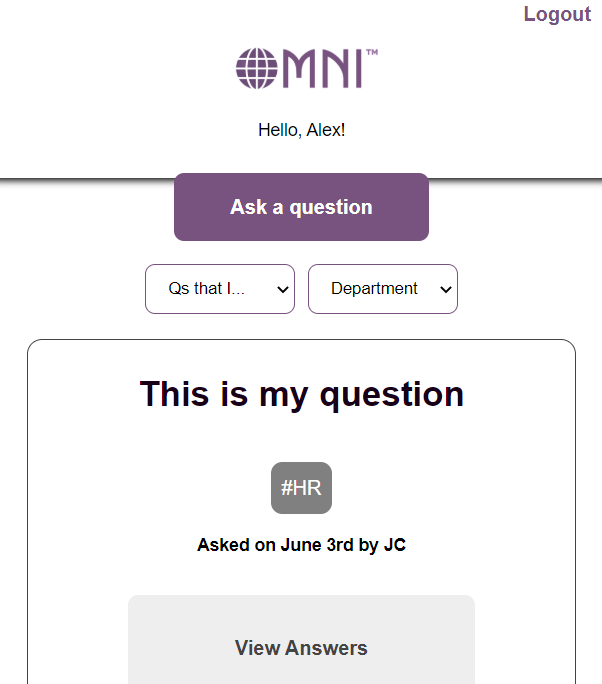 Logout
OMNI™
Hello, Alex!
Ask a question
Qs that I...
Department
This is my question
#HR
Asked on June 3rd by JC
View Answers